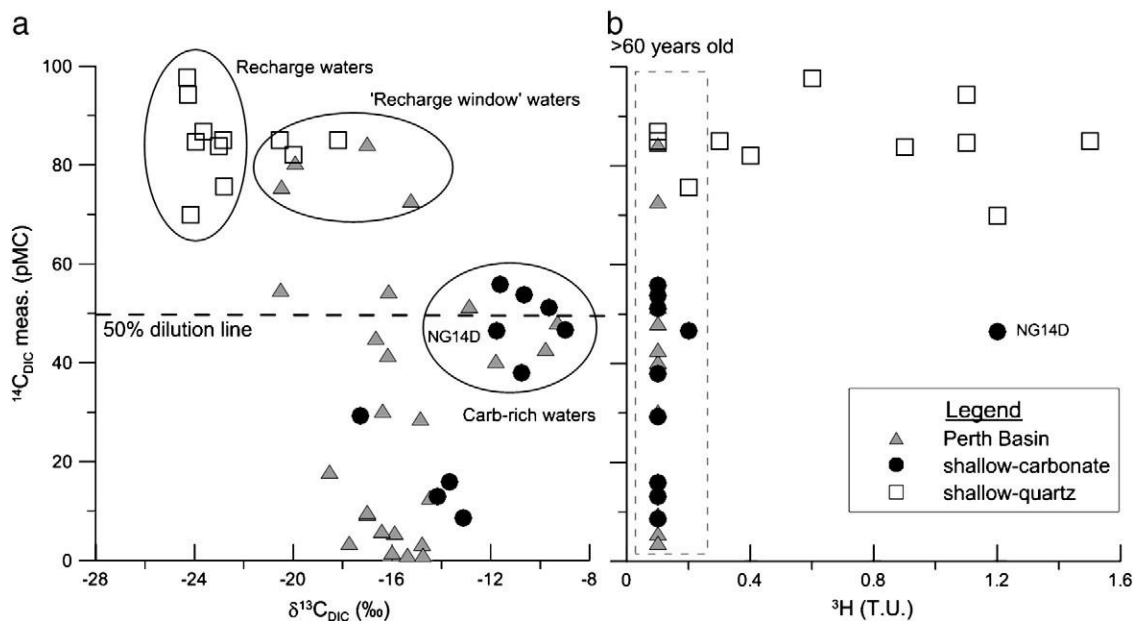 a
Recharge waters
'Recharge window' waters
100
80
60
40
20
0
¹⁴C_DIC meas. (pMC)
50% dilution line
NG14D
Carb-rich waters
-28
-24
-20
-16
-12
-8
δ¹³C_DIC (‰)
b
>60 years old
NG14D
Legend
Perth Basin
shallow-carbonate
shallow-quartz
0
0.4
0.8
1.2
1.6
³H (T.U.)